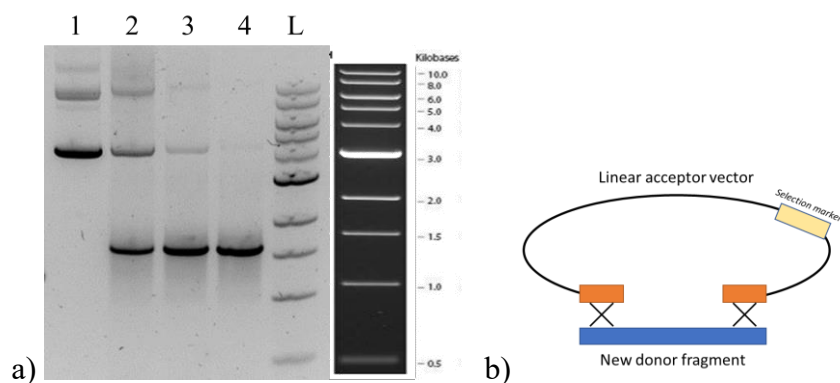 1 2 3 4 L
Kilobases
10.0
8.0
6.0
5.0
4.0
3.0
2.0
1.5
1.0
0.5
a)
Linear acceptor vector
Selection marker
New donor fragment
b)